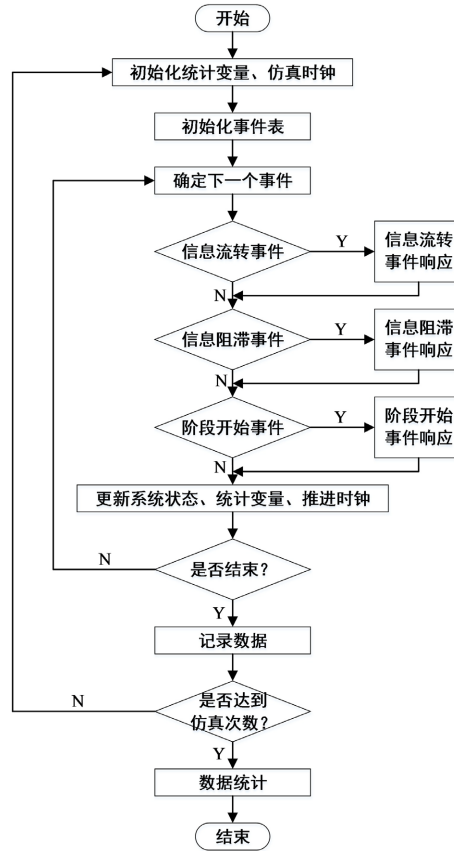 开始
初始化统计变量、仿真时钟
初始化事件表
确定下一个事件
信息流转事件
Y
信息流转
事件响应
N
信息阻滞事件
Y
信息阻滞
事件响应
N
阶段开始事件
Y
阶段开始
事件响应
N
更新系统状态、统计变量、推进时钟
N
是否结束？
Y
记录数据
N
是否达到
仿真次数？
Y
数据统计
结束